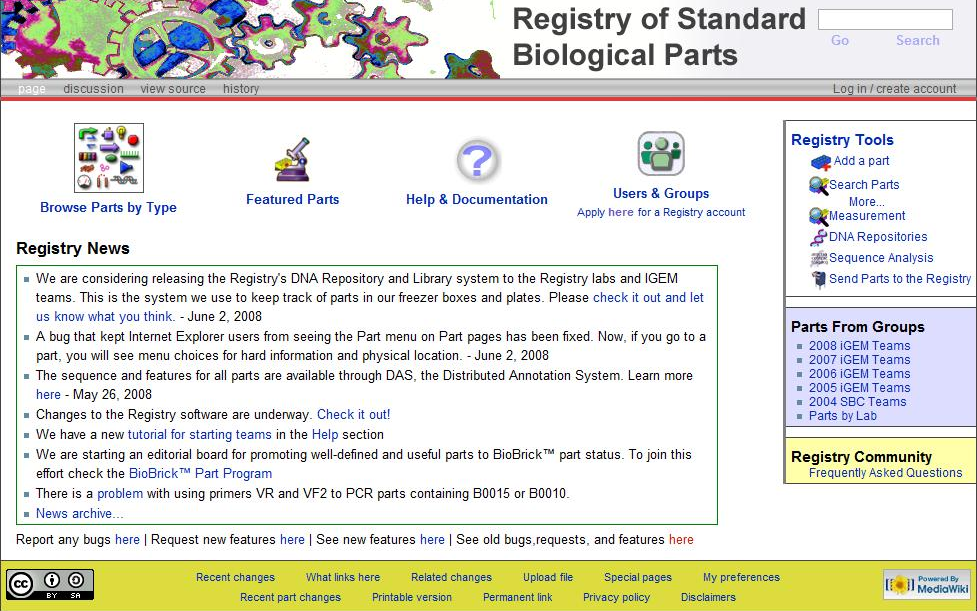 Registry of Standard
Biological Parts
Go Search
page discussion view source history Log in / create account
Browse Parts by Type
Featured Parts
Help & Documentation
Users & Groups
Apply here for a Registry account
Registry News
We are considering releasing the Registry's DNA Repository and Library system to the Registry labs and IGEM
teams. This is the system we use to keep track of parts in our freezer boxes and plates. Please check it out and let
us know what you think. - June 2, 2008
A bug that kept Internet Explorer users from seeing the Part menu on Part pages has been fixed. Now, if you go to a
part, you will see menu choices for hard information and physical location. - June 2, 2008
The sequence and features for all parts are available through DAS, the Distributed Annotation System. Learn more
here - May 26, 2008
Changes to the Registry software are underway. Check it out!
We have a new tutorial for starting teams in the Help section
We are starting an editorial board for promoting well-defined and useful parts to BioBrick™ part status. To join this
effort check the BioBrick™ Part Program
There is a problem with using primers VR and VF2 to PCR parts containing B0015 or B0010.
News archive...
Report any bugs here | Request new features here | See new features here | See old bugs,requests, and features here
Registry Tools
Add a part
Search Parts
More...
Measurement
DNA Repositories
Sequence Analysis
Send Parts to the Registry
Parts From Groups
2008 iGEM Teams
2007 iGEM Teams
2006 iGEM Teams
2005 iGEM Teams
2004 SBC Teams
Parts by Lab
Registry Community
Frequently Asked Questions
cc BY SA
Recent changes What links here Related changes Upload file Special pages My preferences
Recent part changes Printable version Permanent link Privacy policy Disclaimers
Powered By
MediaWiki